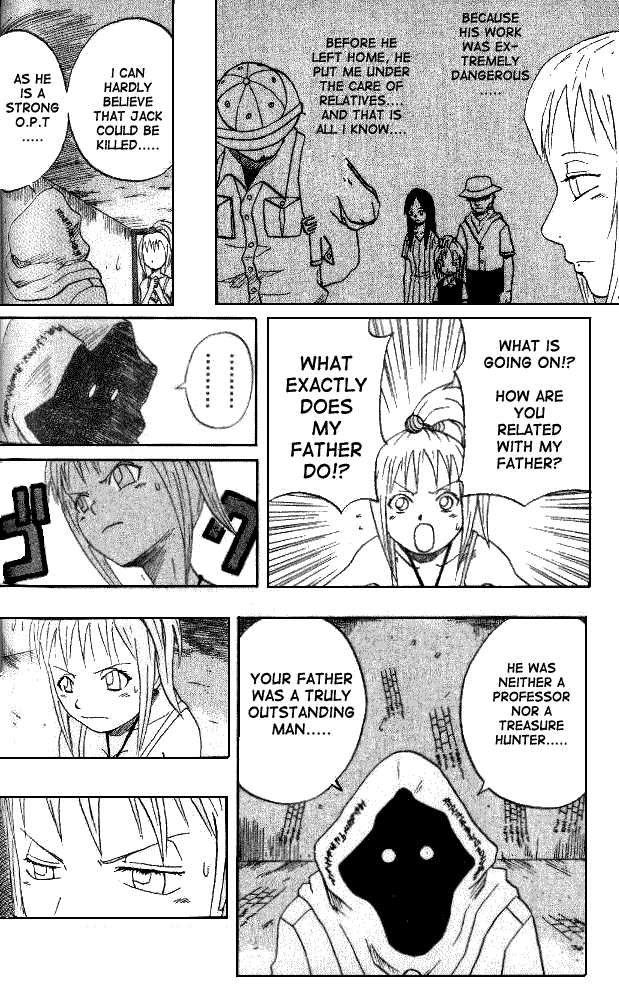 BECAUSE
HIS WORK
WAS EX-
TREMELY
DANGEROUS
.....
BEFORE HE
LEFT HOME, HE
PUT ME UNDER
THE CARE OF
RELATIVES....
AND THAT
IS ALL I KNOW....
I CAN
HARDLY
BELIEVE
THAT JACK
COULD BE
KILLED.....
AS HE
IS A
STRONG
O.P.T
.....
WHAT IS
GOING ON!?
HOW ARE
YOU
RELATED
WITH MY
FATHER?
WHAT
EXACTLY
DOES
MY
FATHER
DO!?
........
ゴク
HE WAS
NEITHER A
PROFESSOR
NOR A
TREASURE
HUNTER.....
YOUR FATHER
WAS A TRULY
OUTSTANDING
MAN.....